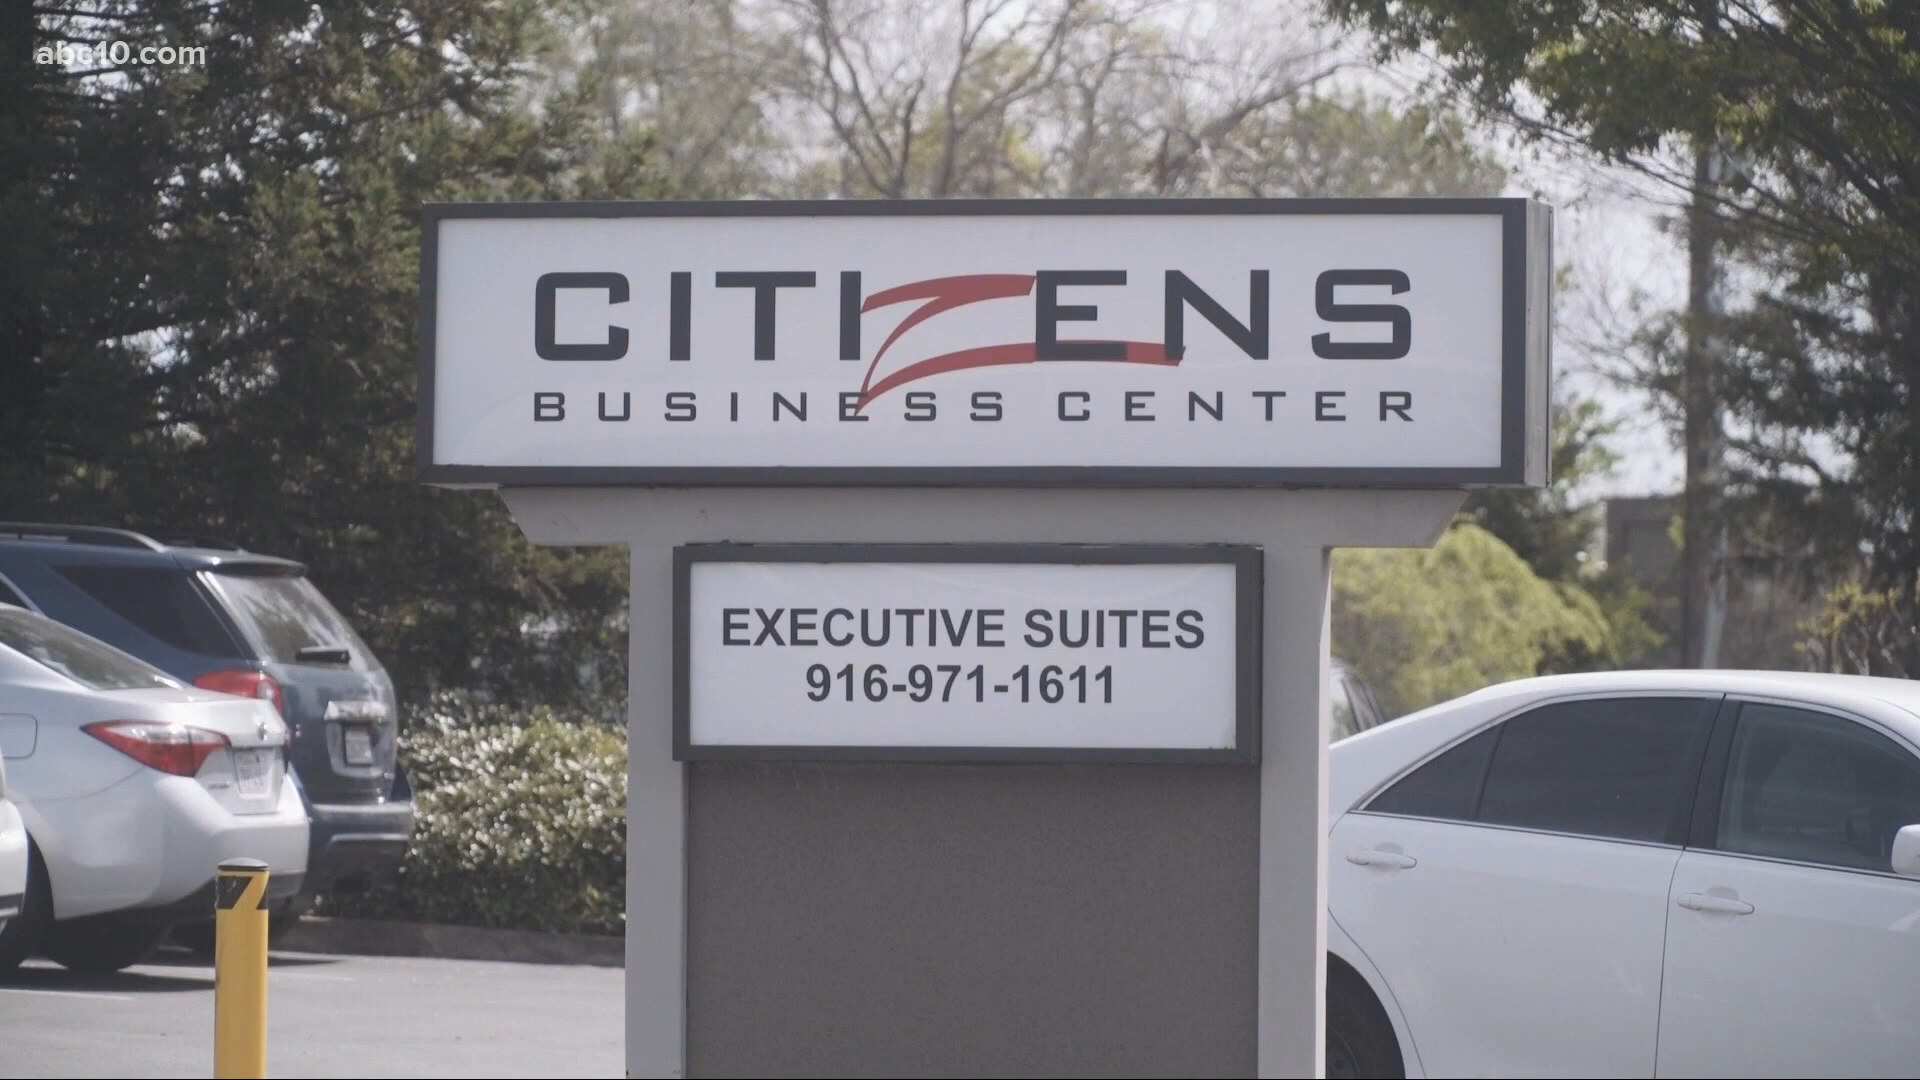 abc10.com
CITIZENS
BUSINESS CENTER
EXECUTIVE SUITES
916-971-1611